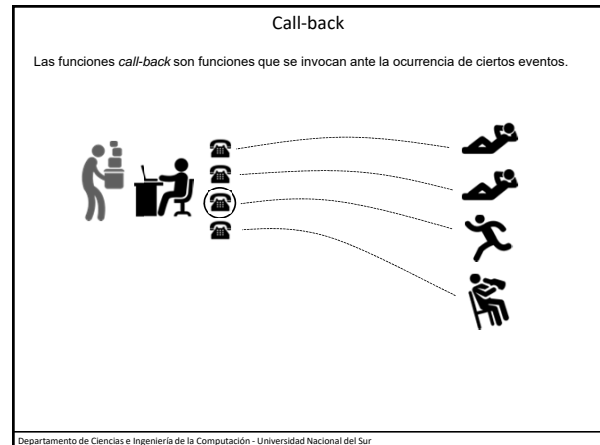 Call-back
Las funciones call-back son funciones que se invocan ante la ocurrencia de ciertos eventos.
Departamento de Ciencias e Ingeniería de la Computación - Universidad Nacional del Sur